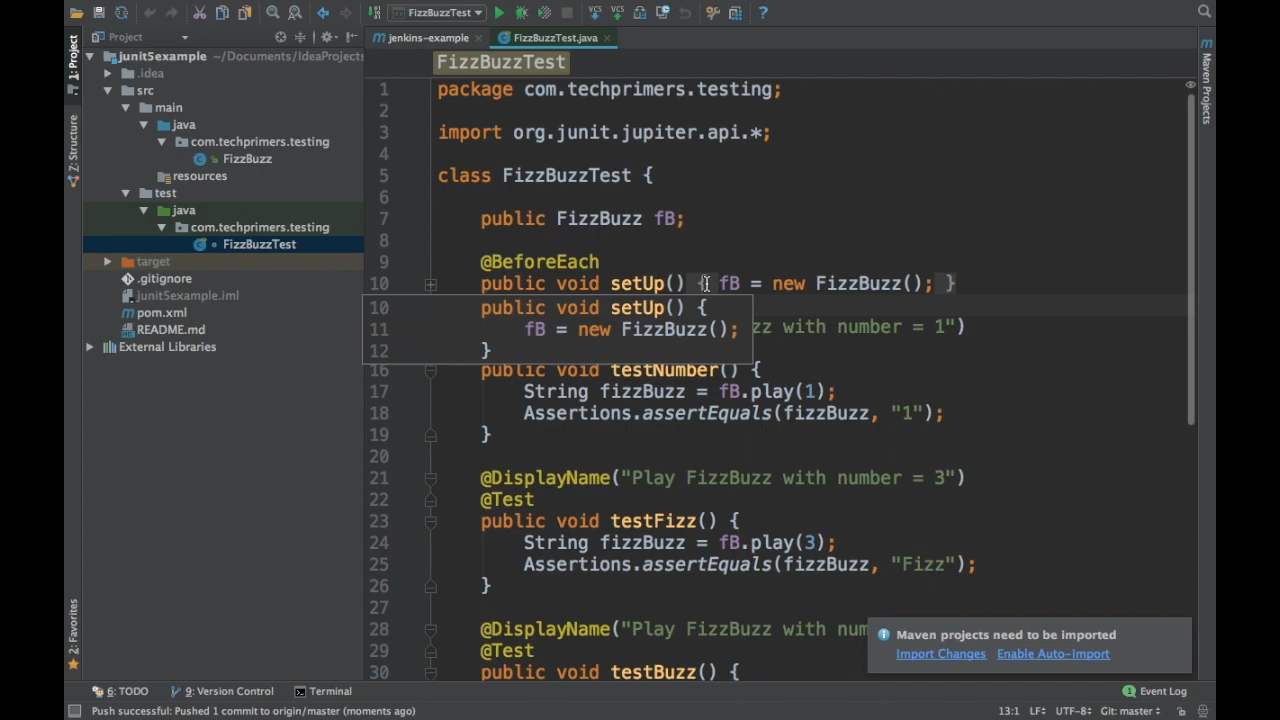 FizzBuzzTest
Project
jenkins-example
FizzBuzzTest.java
1: Project
Z: Structure
2: Favorites
Maven Projects
junit5example ~/Documents/IdeaProjects
.idea
src
main
java
com.techprimers.testing
FizzBuzz
resources
test
java
com.techprimers.testing
FizzBuzzTest
target
.gitignore
junit5example.iml
pom.xml
README.md
External Libraries
FizzBuzzTest
1 package com.techprimers.testing;
2
3 import org.junit.jupiter.api.*;
4
5 class FizzBuzzTest {
6
7 public FizzBuzz fB;
8
9 @BeforeEach
10 public void setUp() { fB = new FizzBuzz(); }
10 public void setUp() {
11 fB = new FizzBuzz();
12 }
zz with number = 1")
16 public void testNumber() {
17 String fizzBuzz = fB.play(1);
18 Assertions.assertEquals(fizzBuzz, "1");
19 }
20
21 @DisplayName("Play FizzBuzz with number = 3")
22 @Test
23 public void testFizz() {
24 String fizzBuzz = fB.play(3);
25 Assertions.assertEquals(fizzBuzz, "Fizz");
26 }
27
28 @DisplayName("Play FizzBuzz with num
29 @Test
30 public void testBuzz() {
Maven projects need to be imported
Import Changes Enable Auto-Import
6: TODO 9: Version Control Terminal Event Log
Push successful: Pushed 1 commit to origin/master (moments ago) 13:1 LF UTF-8 Git: master